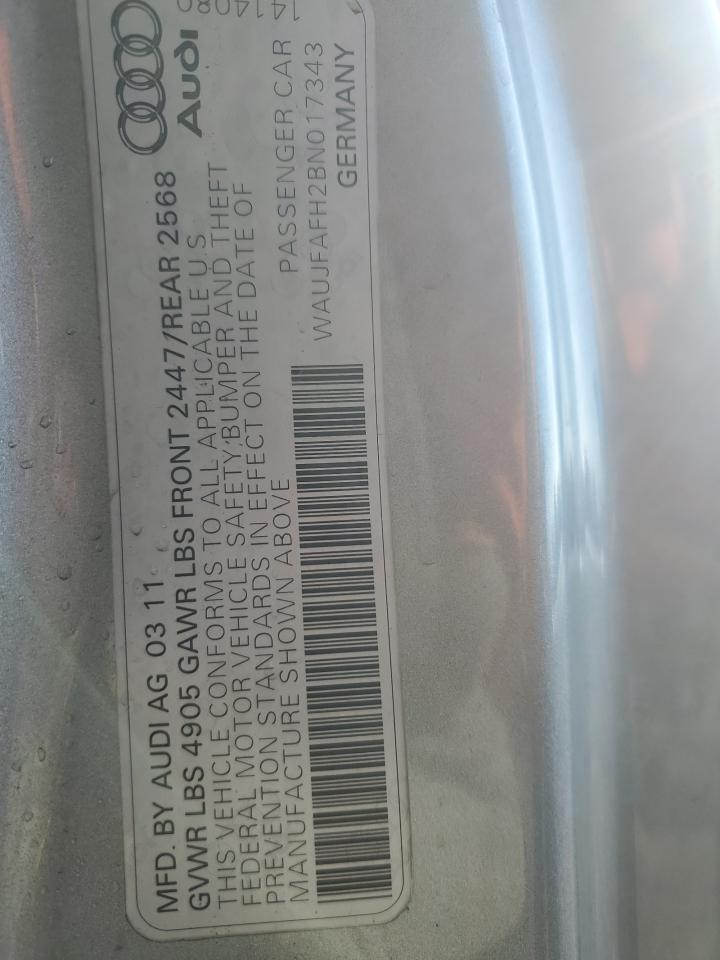 MFD. BY AUDI AG 03 11
GVWR LBS 4905 GAWR LBS FRONT 2447/REAR 2568
THIS VEHICLE CONFORMS TO ALL APPLICABLE U.S
FEDERAL MOTOR VEHICLE SAFETY,BUMPER AND THEFT
PREVENTION STANDARDS IN EFFECT ON THE DATE OF
MANUFACTURE SHOWN ABOVE
Audi
PASSENGER CAR
WAUJFAFH2BN017343
GERMANY